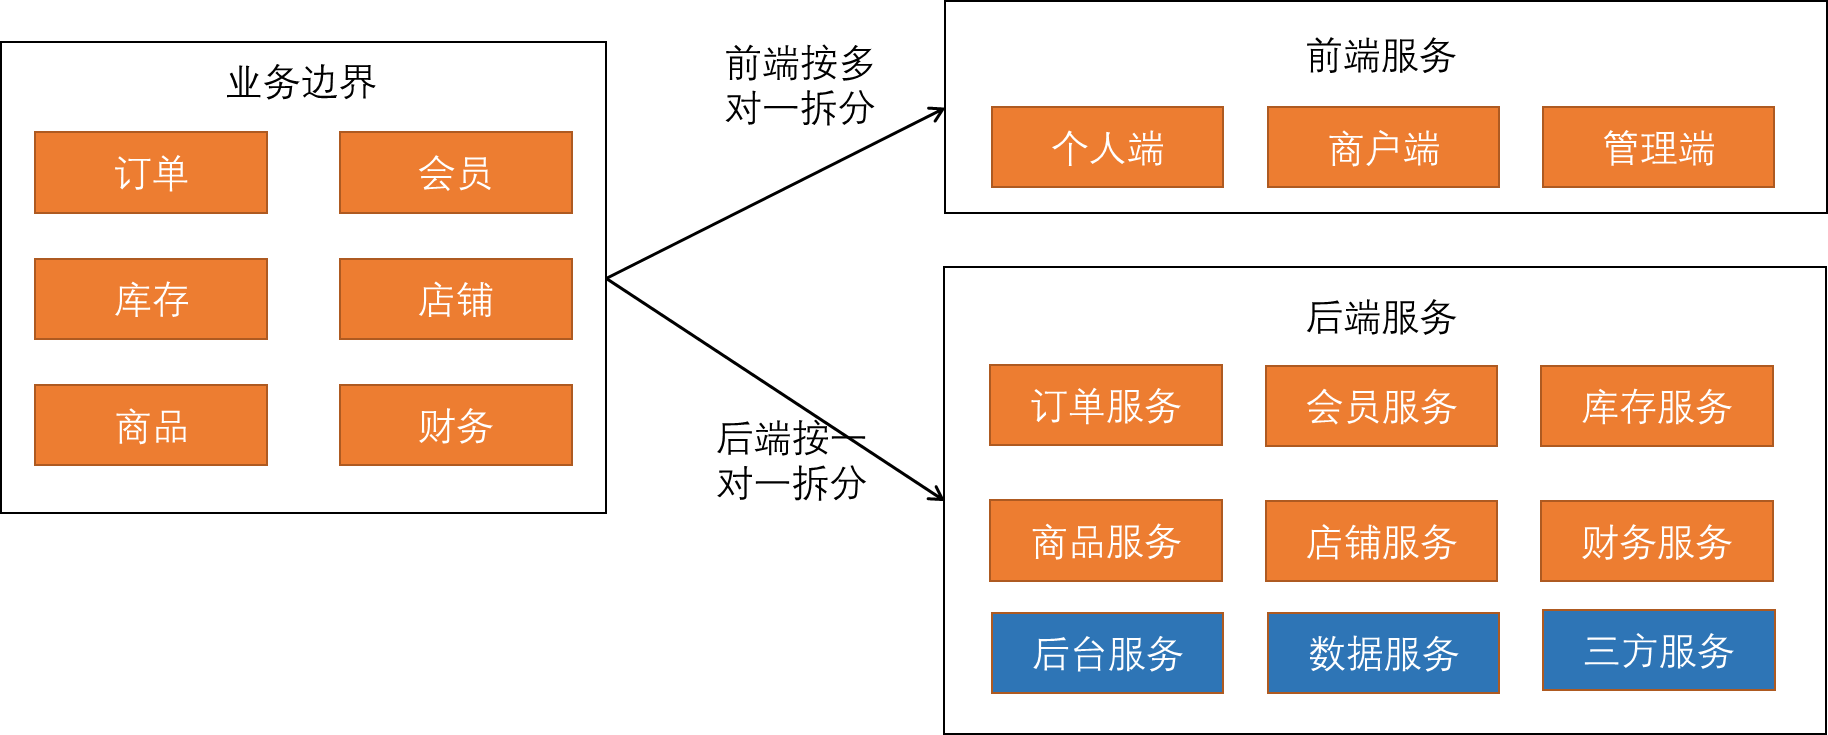 业务边界
订单
会员
库存
店铺
商品
财务
前端按多
对一拆分
后端按一
对一拆分
前端服务
个人端
商户端
管理端
后端服务
订单服务
会员服务
库存服务
商品服务
店铺服务
财务服务
后台服务
数据服务
三方服务